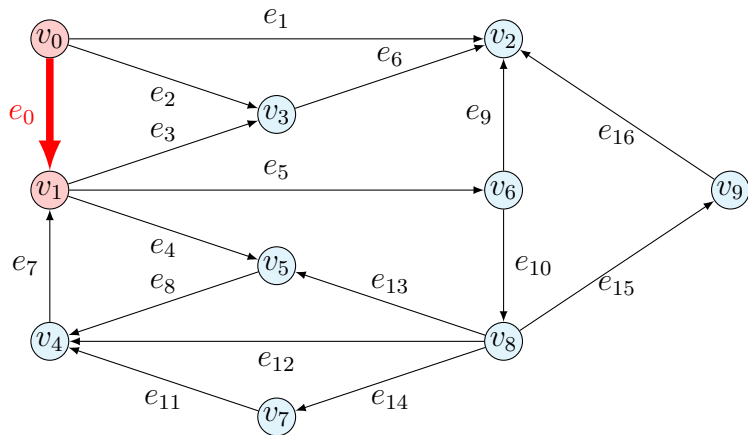 e₁
v₀ v₂
e₆
e₂
e₀ v₃ e₉
e₃ e₁₆
e₅
v₁ v₆ v₉
e₄
e₇ v₅ e₁₀
e₈ e₁₃ e₁₅
v₄ v₈
e₁₂
e₁₁ e₁₄
v₇